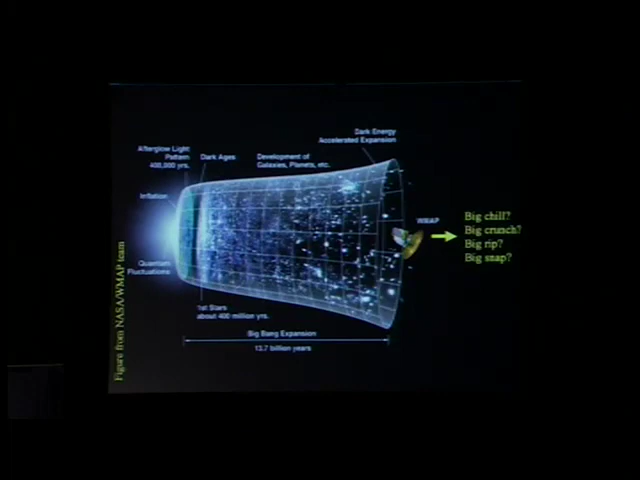 Dark Energy
Accelerated Expansion
Afterglow Light
Pattern
400,000 yrs.
Dark Ages
Development of
Galaxies, Planets, etc.
Inflation
WMAP
Big chill?
Big crunch?
Big rip?
Big snap?
Quantum
Fluctuations
1st Stars
about 400 million yrs.
Big Bang Expansion
13.7 billion years
Figure from NASA/WMAP team